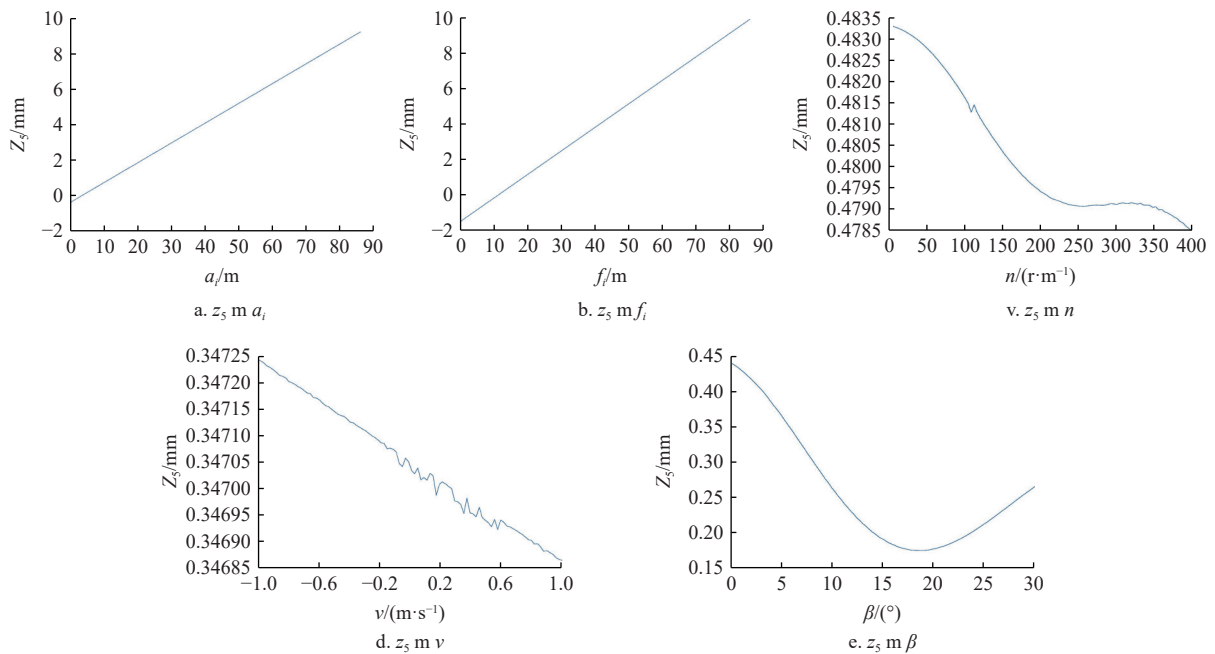 10
8
6
4
2
0
−2
Z₅/mm
0 10 20 30 40 50 60 70 80 90
aᵢ/m
a. z₅ m aᵢ
10
8
6
4
2
0
−2
Z₅/mm
0 10 20 30 40 50 60 70 80 90
fᵢ/m
b. z₅ m fᵢ
0.4835
0.4830
0.4825
0.4820
0.4815
0.4810
0.4805
0.4800
0.4795
0.4790
0.4785
Z₅/mm
0 50 100 150 200 250 300 350 400
n/(r·m⁻¹)
v. z₅ m n
0.34725
0.34720
0.34715
0.34710
0.34705
0.34700
0.34695
0.34690
0.34685
Z₅/mm
−1.0 −0.6 −0.2 0.2 0.6 1.0
v/(m·s⁻¹)
d. z₅ m v
0.45
0.40
0.35
0.30
0.25
0.20
0.15
Z₅/mm
0 5 10 15 20 25 30
β/(°)
e. z₅ m β